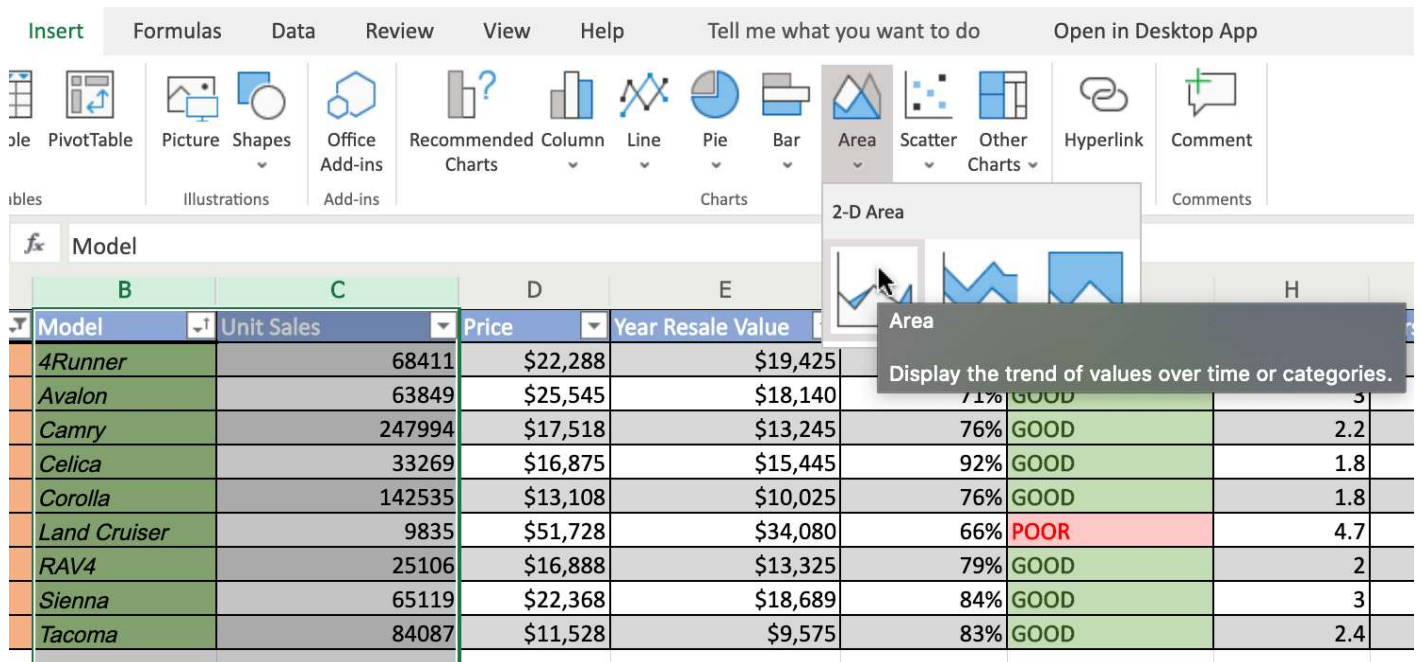 Insert Formulas Data Review View Help Tell me what you want to do Open in Desktop App
PivotTable Picture Shapes Office Add-ins Recommended Charts Column Line Pie Bar Area Scatter Other Charts Hyperlink Comment
Illustrations Add-ins Charts Comments
2-D Area
fx Model
B C D E H
Model Unit Sales Price Year Resale Value
Area
Display the trend of values over time or categories.
4Runner 68411 $22,288 $19,425
Avalon 63849 $25,545 $18,140 71% GOOD 3
Camry 247994 $17,518 $13,245 76% GOOD 2.2
Celica 33269 $16,875 $15,445 92% GOOD 1.8
Corolla 142535 $13,108 $10,025 76% GOOD 1.8
Land Cruiser 9835 $51,728 $34,080 66% POOR 4.7
RAV4 25106 $16,888 $13,325 79% GOOD 2
Sienna 65119 $22,368 $18,689 84% GOOD 3
Tacoma 84087 $11,528 $9,575 83% GOOD 2.4